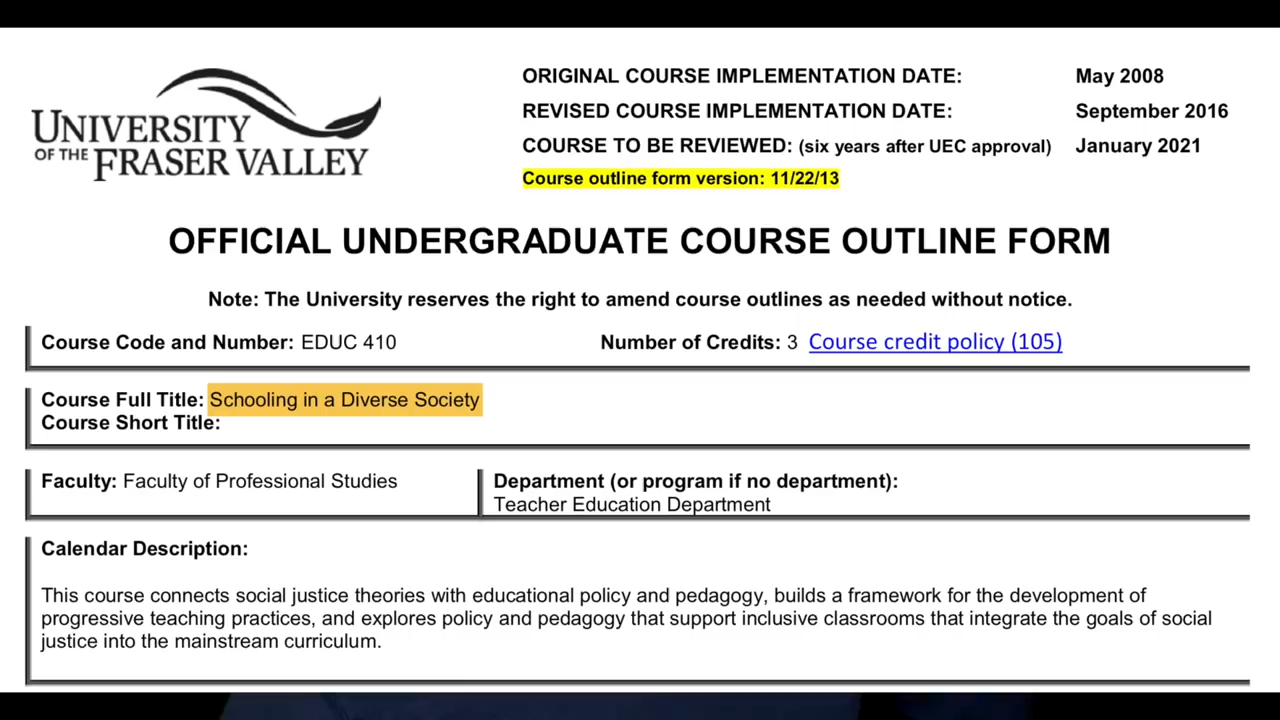 UNIVERSITY
OF THE FRASER VALLEY
ORIGINAL COURSE IMPLEMENTATION DATE: May 2008
REVISED COURSE IMPLEMENTATION DATE: September 2016
COURSE TO BE REVIEWED: (six years after UEC approval) January 2021
Course outline form version: 11/22/13
OFFICIAL UNDERGRADUATE COURSE OUTLINE FORM
Note: The University reserves the right to amend course outlines as needed without notice.
Course Code and Number: EDUC 410 Number of Credits: 3 Course credit policy (105)
Course Full Title: Schooling in a Diverse Society
Course Short Title:
Faculty: Faculty of Professional Studies
Department (or program if no department):
Teacher Education Department
Calendar Description:
This course connects social justice theories with educational policy and pedagogy, builds a framework for the development of
progressive teaching practices, and explores policy and pedagogy that support inclusive classrooms that integrate the goals of social
justice into the mainstream curriculum.